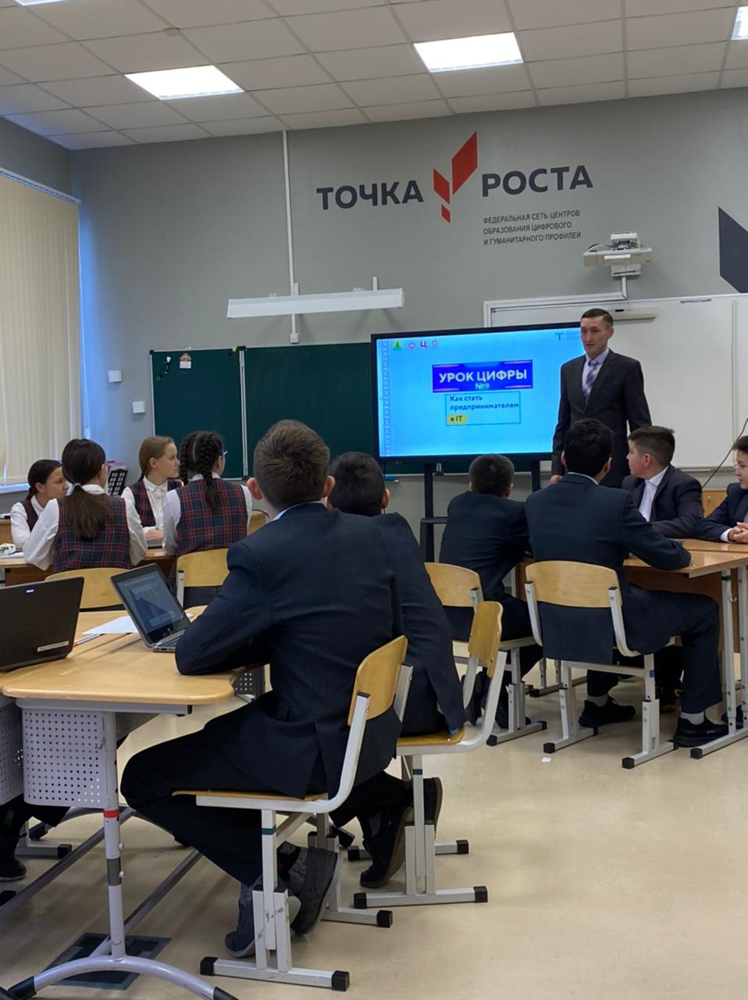 ТОЧКА РОСТА
ФЕДЕРАЛЬНАЯ СЕТЬ ЦЕНТРОВ
ОБРАЗОВАНИЯ ЦИФРОВОГО
И ГУМАНИТАРНОГО ПРОФИЛЕЙ
УРОК ЦИФРЫ
№9
Как стать
предпринимателем
в IT